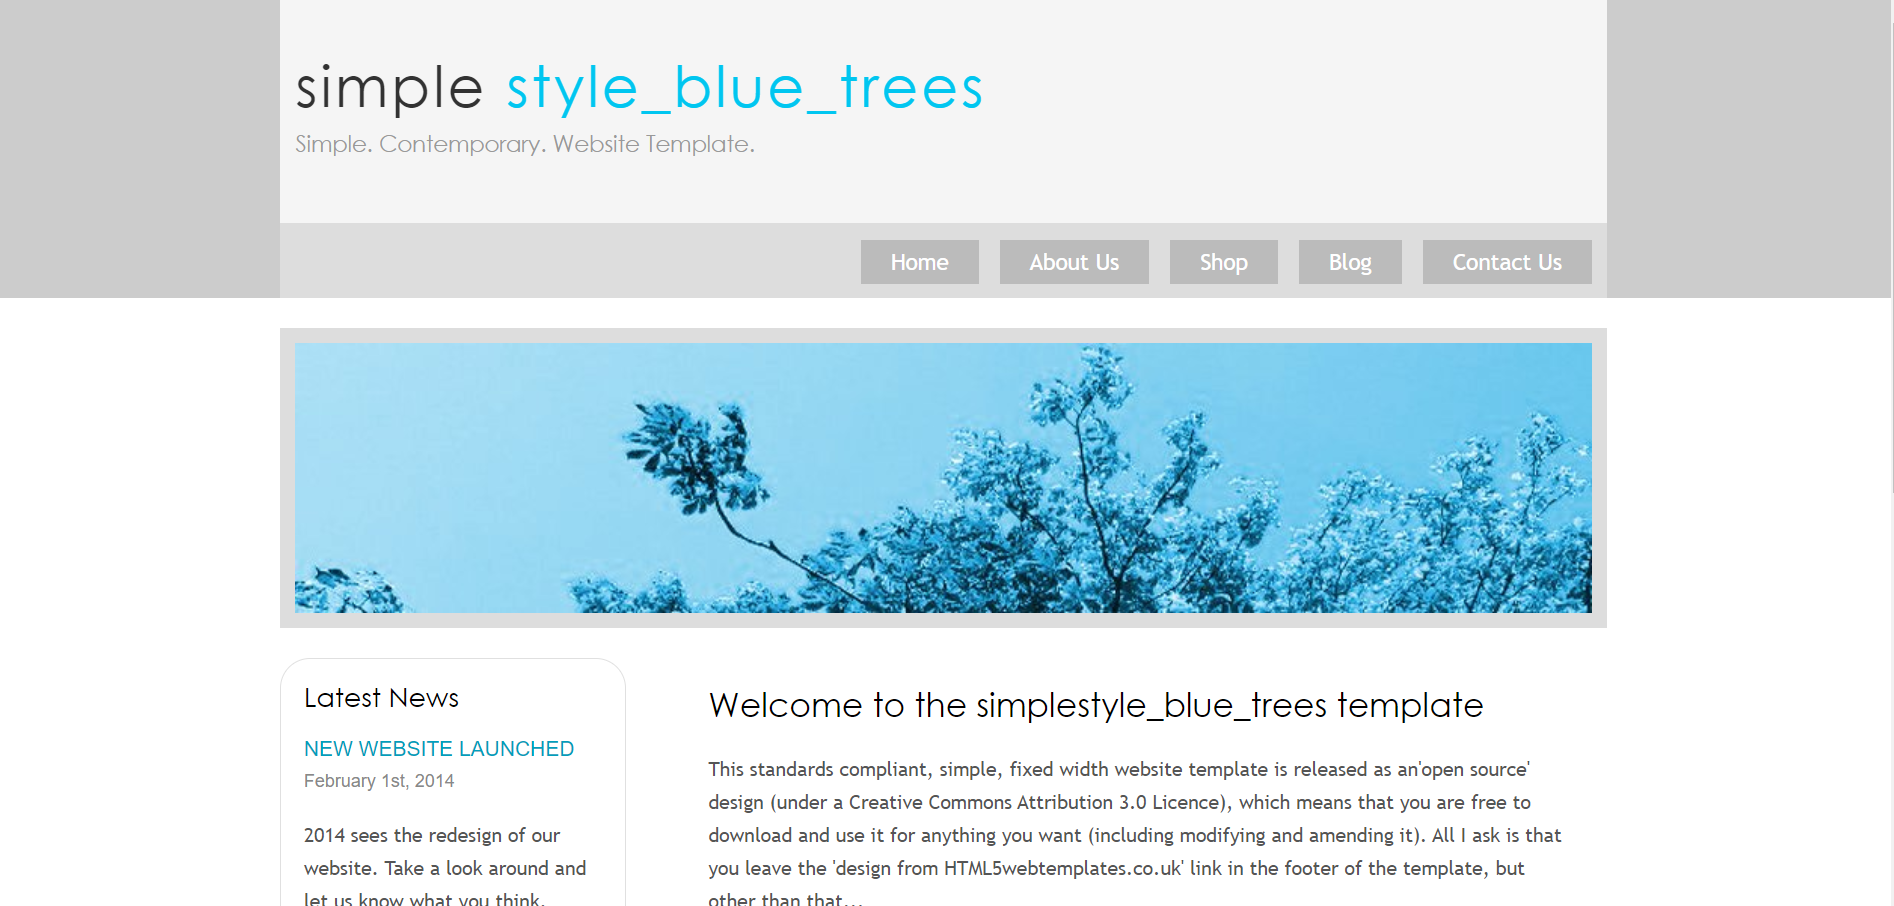 simple style_blue_trees
Simple. Contemporary. Website Template.
Home About Us Shop Blog Contact Us
Latest News
NEW WEBSITE LAUNCHED
February 1st, 2014
2014 sees the redesign of our
website. Take a look around and
let us know what you think.
Welcome to the simplestyle_blue_trees template
This standards compliant, simple, fixed width website template is released as an'open source'
design (under a Creative Commons Attribution 3.0 Licence), which means that you are free to
download and use it for anything you want (including modifying and amending it). All I ask is that
you leave the 'design from HTML5webtemplates.co.uk' link in the footer of the template, but
other than that...